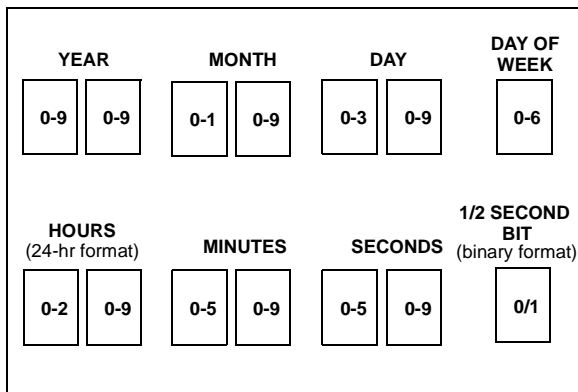 YEAR MONTH DAY DAY OF
WEEK
0-9 0-9 0-1 0-9 0-3 0-9 0-6
HOURS
(24-hr format) MINUTES SECONDS 1/2 SECOND
BIT
(binary format)
0-2 0-9 0-5 0-9 0-5 0-9 0/1